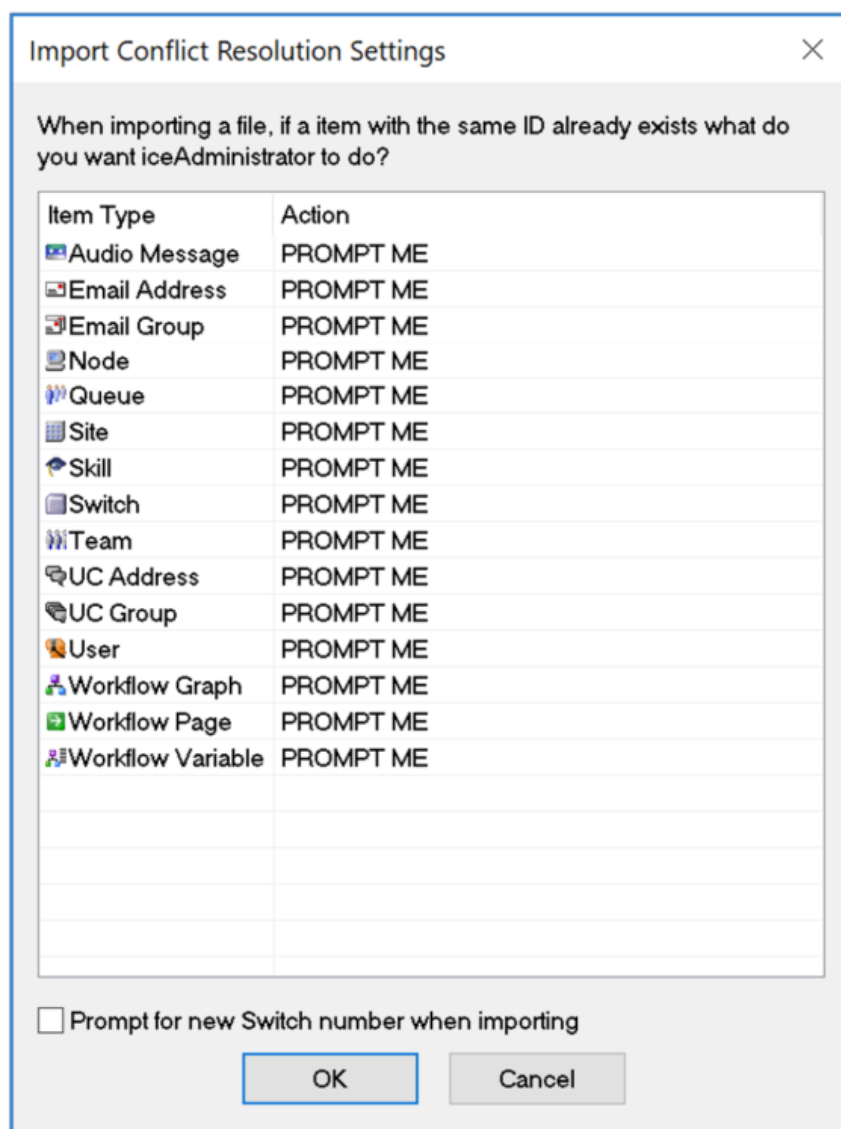 Import Conflict Resolution Settings
When importing a file, if a item with the same ID already exists what do
you want iceAdministrator to do?
Item Type Action
Audio Message PROMPT ME
Email Address PROMPT ME
Email Group PROMPT ME
Node PROMPT ME
Queue PROMPT ME
Site PROMPT ME
Skill PROMPT ME
Switch PROMPT ME
Team PROMPT ME
UC Address PROMPT ME
UC Group PROMPT ME
User PROMPT ME
Workflow Graph PROMPT ME
Workflow Page PROMPT ME
Workflow Variable PROMPT ME
Prompt for new Switch number when importing
OK Cancel